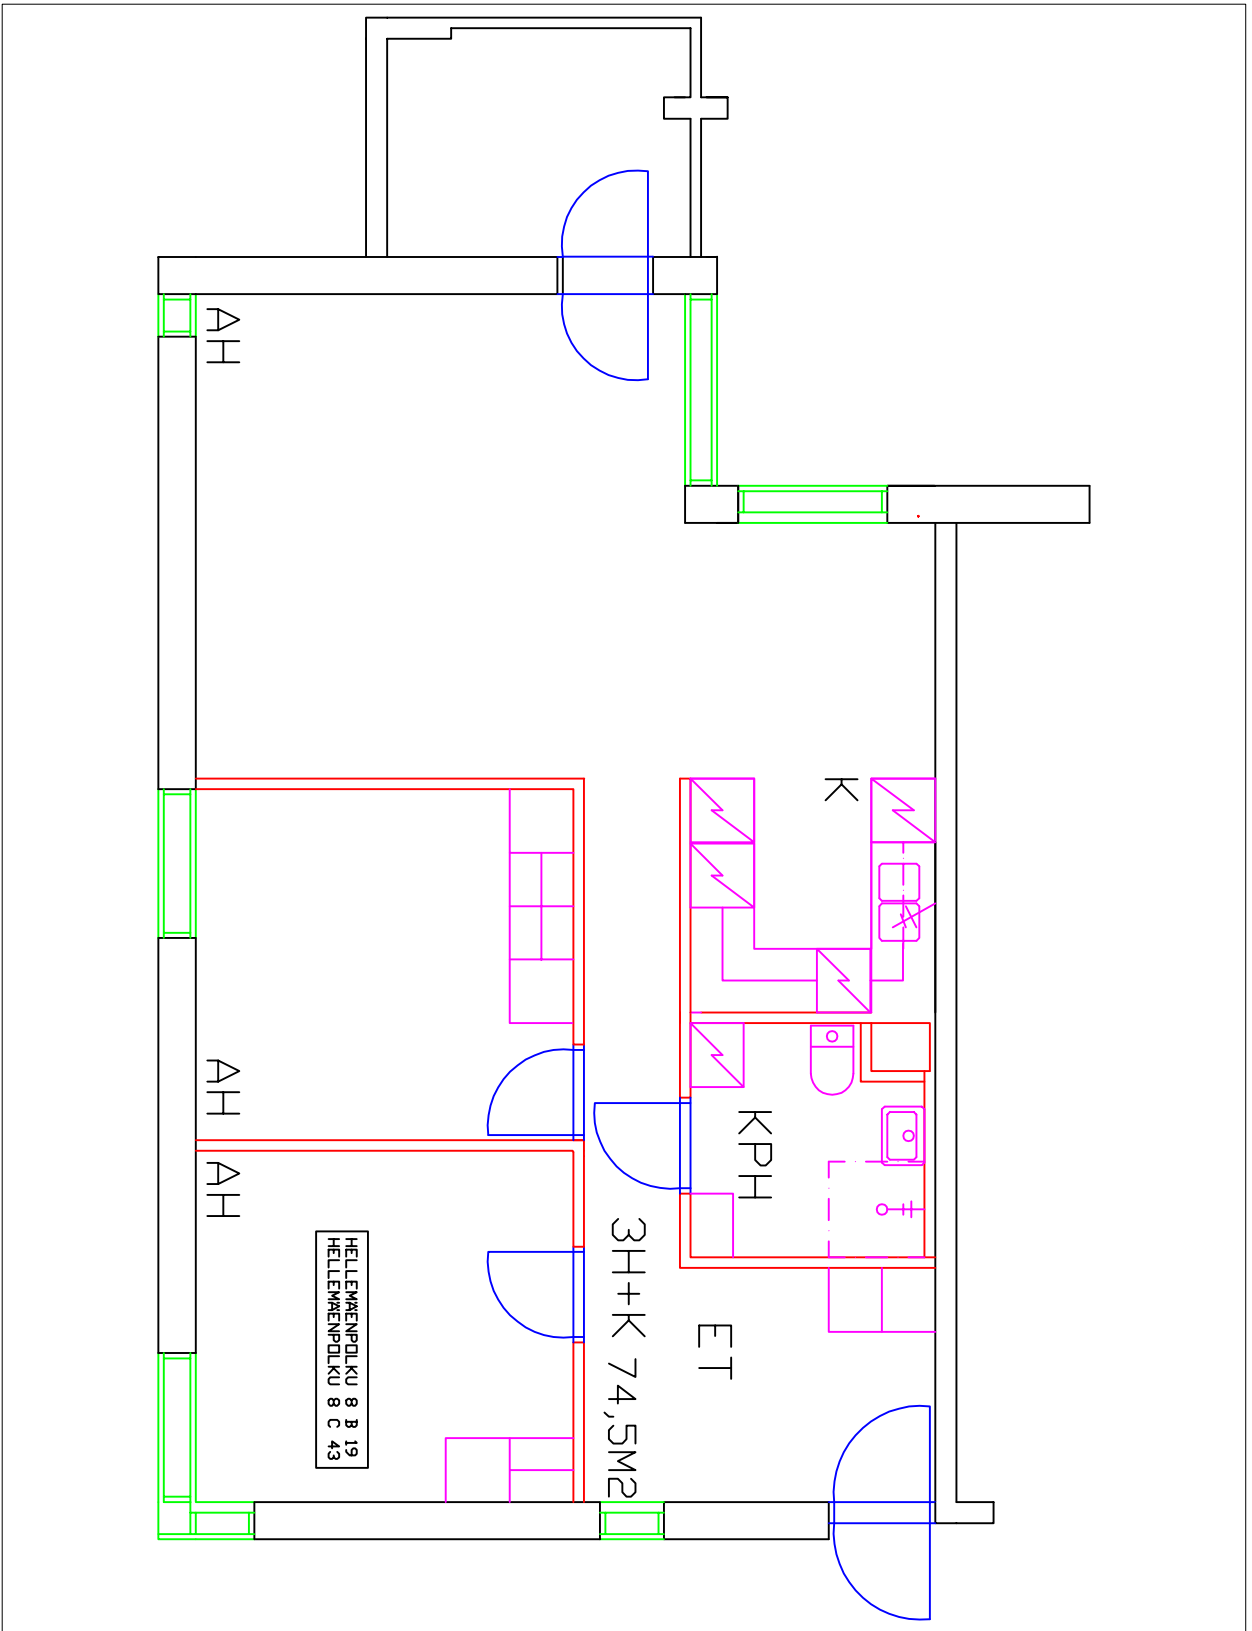 AH
K
AH
KPH
AH
3H+K 74,5M2
ET
HELLEMÄENPOLKU 8 B 19
HELLEMÄENPOLKU 8 C 43